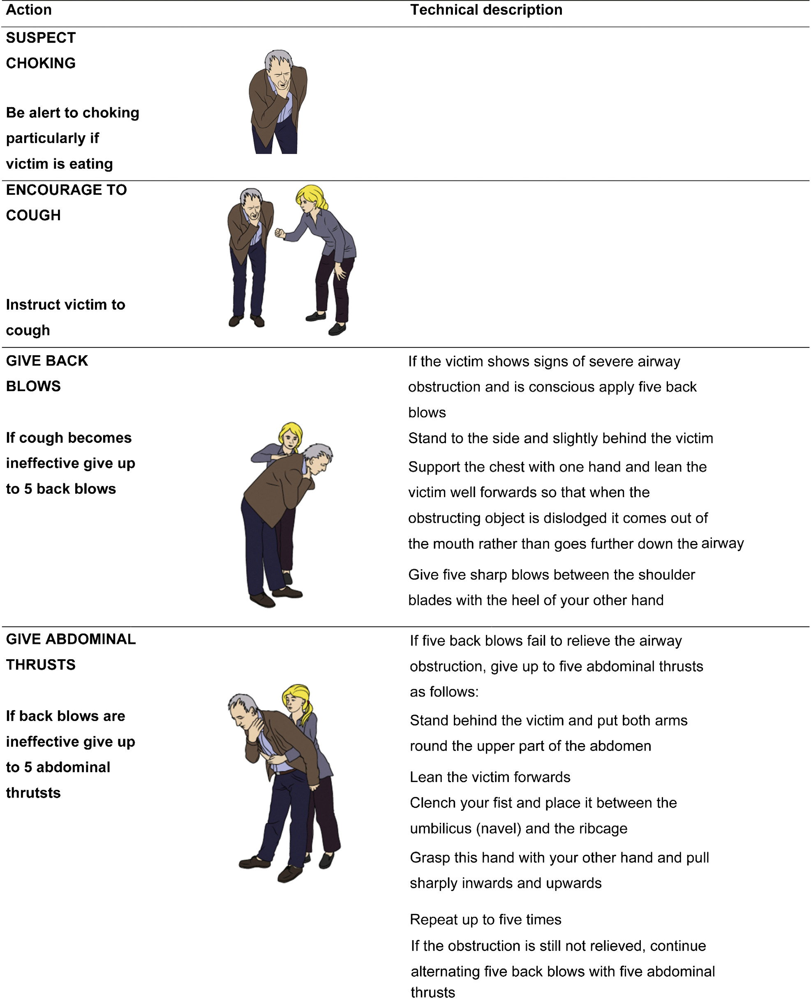 Action
Technical description
SUSPECT
CHOKING
Be alert to choking
particularly if
victim is eating
ENCOURAGE TO
COUGH
Instruct victim to
cough
GIVE BACK
BLOWS
If cough becomes
ineffective give up
to 5 back blows
If the victim shows signs of severe airway
obstruction and is conscious apply five back
blows
Stand to the side and slightly behind the victim
Support the chest with one hand and lean the
victim well forwards so that when the
obstructing object is dislodged it comes out of
the mouth rather than goes further down the airway
Give five sharp blows between the shoulder
blades with the heel of your other hand
GIVE ABDOMINAL
THRUSTS
If back blows are
ineffective give up
to 5 abdominal
thrutsts
If five back blows fail to relieve the airway
obstruction, give up to five abdominal thrusts
as follows:
Stand behind the victim and put both arms
round the upper part of the abdomen
Lean the victim forwards
Clench your fist and place it between the
umbilicus (navel) and the ribcage
Grasp this hand with your other hand and pull
sharply inwards and upwards
Repeat up to five times
If the obstruction is still not relieved, continue
alternating five back blows with five abdominal
thrusts